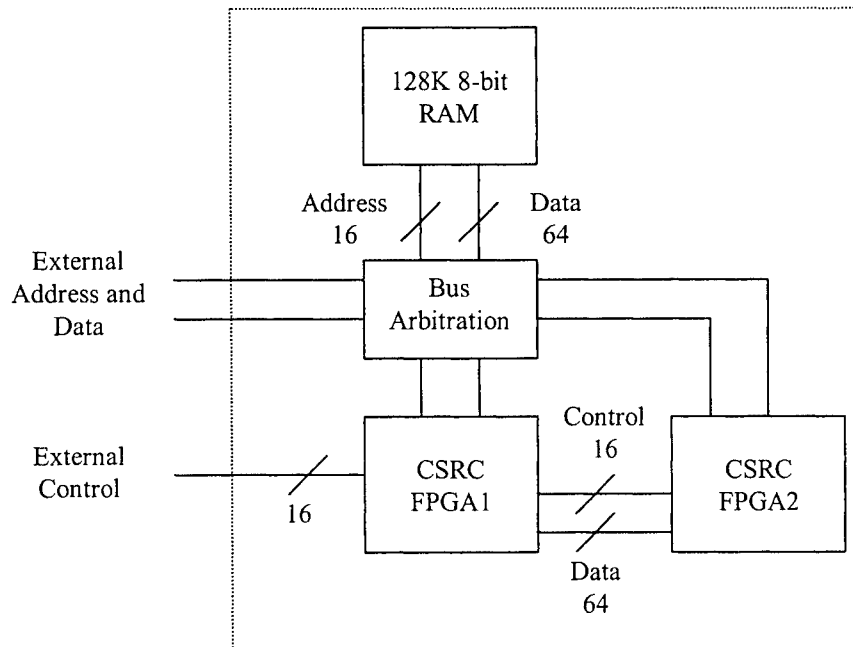 128K 8-bit
RAM
Address
16
Data
64
External
Address and
Data
Bus
Arbitration
External
Control
16
CSRC
FPGA1
Control
16
Data
64
CSRC
FPGA2